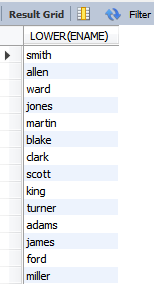 Result Grid Filter
LOWER(ENAME)
smith
allen
ward
jones
martin
blake
clark
scott
king
turner
adams
james
ford
miller